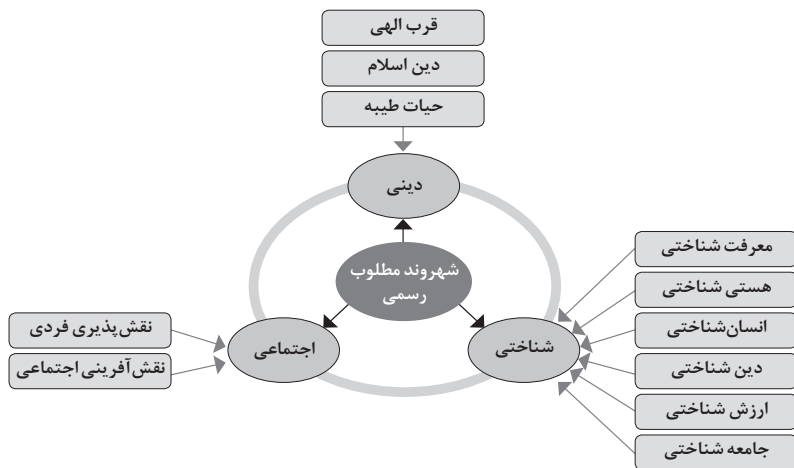 قرب الهی
دین اسلام
حیات طیبه
دینی
شهروند مطلوب
رسمی
شناختی
اجتماعی
معرفت شناختی
هستی شناختی
انسان‌شناختی
دین شناختی
ارزش شناختی
جامعه شناختی
نقش‌پذیری فردی
نقش‌آفرینی اجتماعی